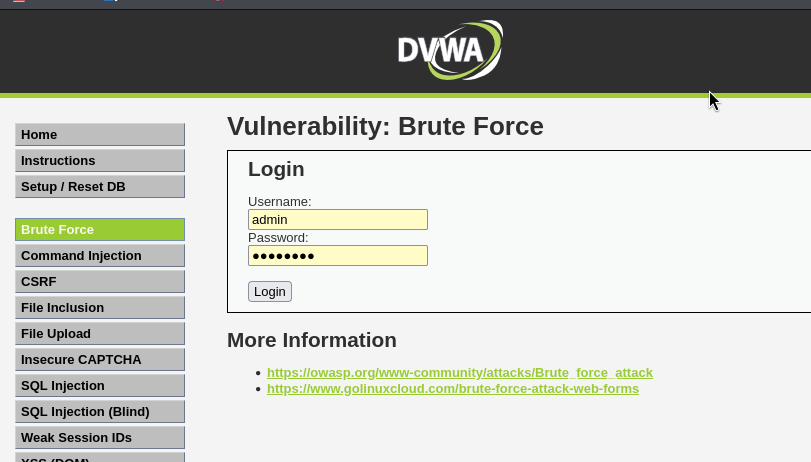 DVWA
Home
Instructions
Setup / Reset DB
Brute Force
Command Injection
CSRF
File Inclusion
File Upload
Insecure CAPTCHA
SQL Injection
SQL Injection (Blind)
Weak Session IDs
XSS (DOM)
Vulnerability: Brute Force
Login
Username:
admin
Password:
●●●●●●●●
Login
More Information
https://owasp.org/www-community/attacks/Brute_force_attack
https://www.golinuxcloud.com/brute-force-attack-web-forms